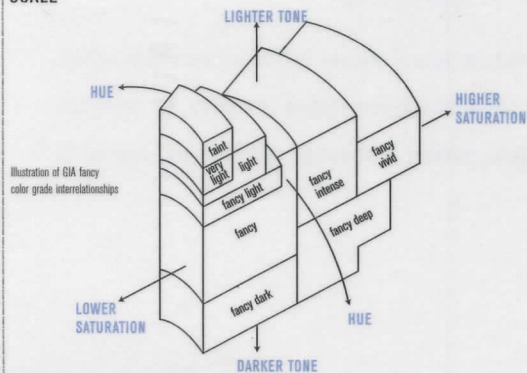 SCALE
LIGHTER TONE
HUE
HIGHER
SATURATION
faint
very
light
light
fancy light
fancy
fancy
intense
fancy
vivid
fancy deep
fancy dark
Illustration of GIA fancy
color grade interrelationships
LOWER
SATURATION
HUE
DARKER TONE